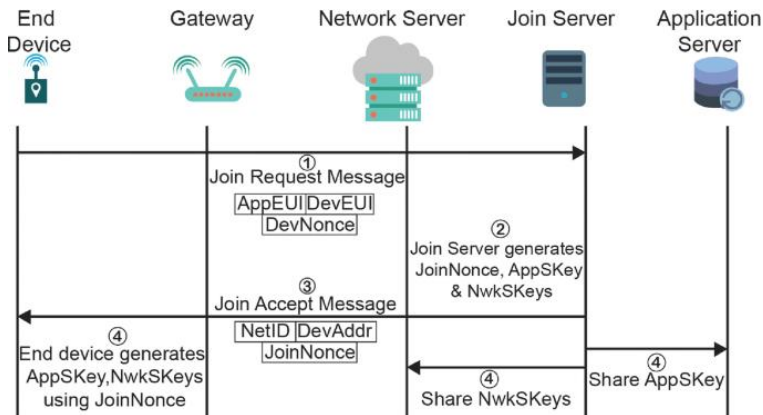 End
Device
Gateway
Network Server
Join Server
Application
Server
①
Join Request Message
AppEUI DevEUI
DevNonce
②
Join Server generates
JoinNonce, AppSKey
& NwkSKeys
③
Join Accept Message
NetID DevAddr
JoinNonce
④
End device generates
AppSKey,NwkSKeys
using JoinNonce
④
Share NwkSKeys
④
Share AppSKey